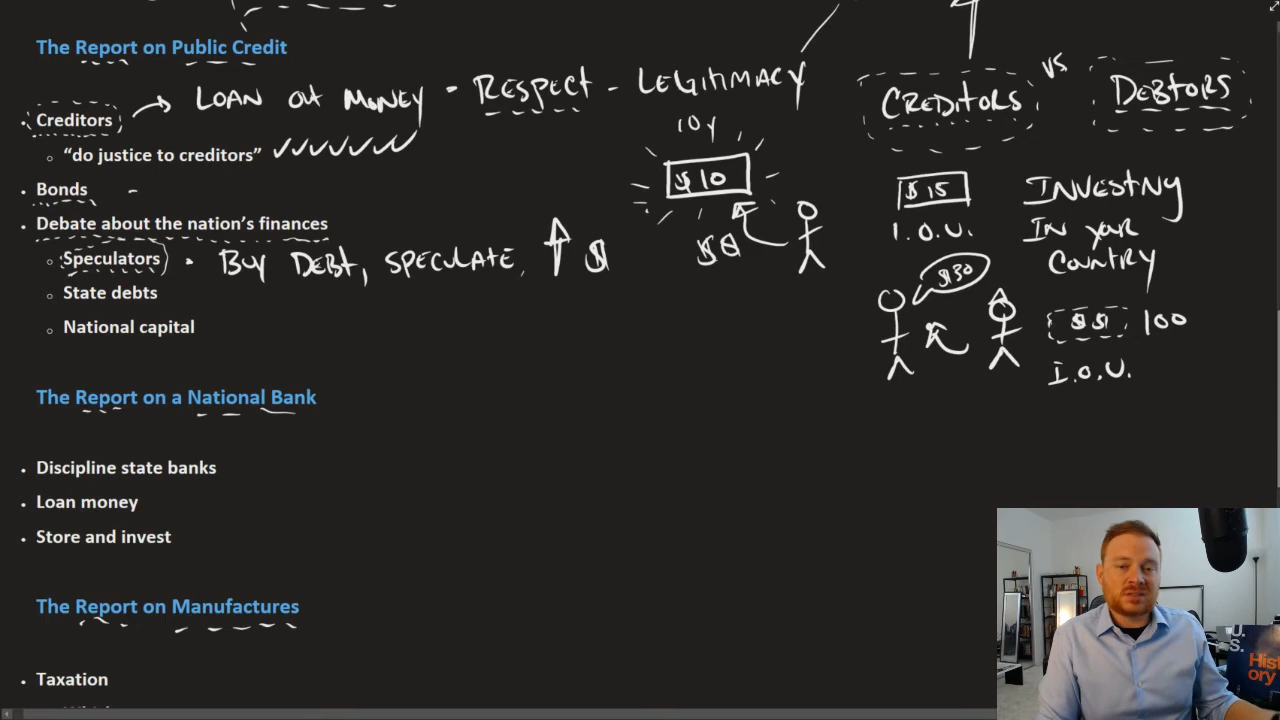 The Report on Public Credit
Creditors → LOAN OUT MONEY - RESPECT - LEGITIMACY
"do justice to creditors" ✓✓✓✓✓✓
Bonds -
Debate about the nation's finances
Speculators • BUY DEBT, SPECULATE, ↑ $
State debts
National capital
10 y
$ 10
$8
CREDITORS vs DEBTORS
$ 15
I.O.U.
INVESTING
IN YOUR
COUNTRY
$30
$$ 100
I.O.U.
The Report on a National Bank
Discipline state banks
Loan money
Store and invest
The Report on Manufactures
Taxation
U.
S.
Hist
ory